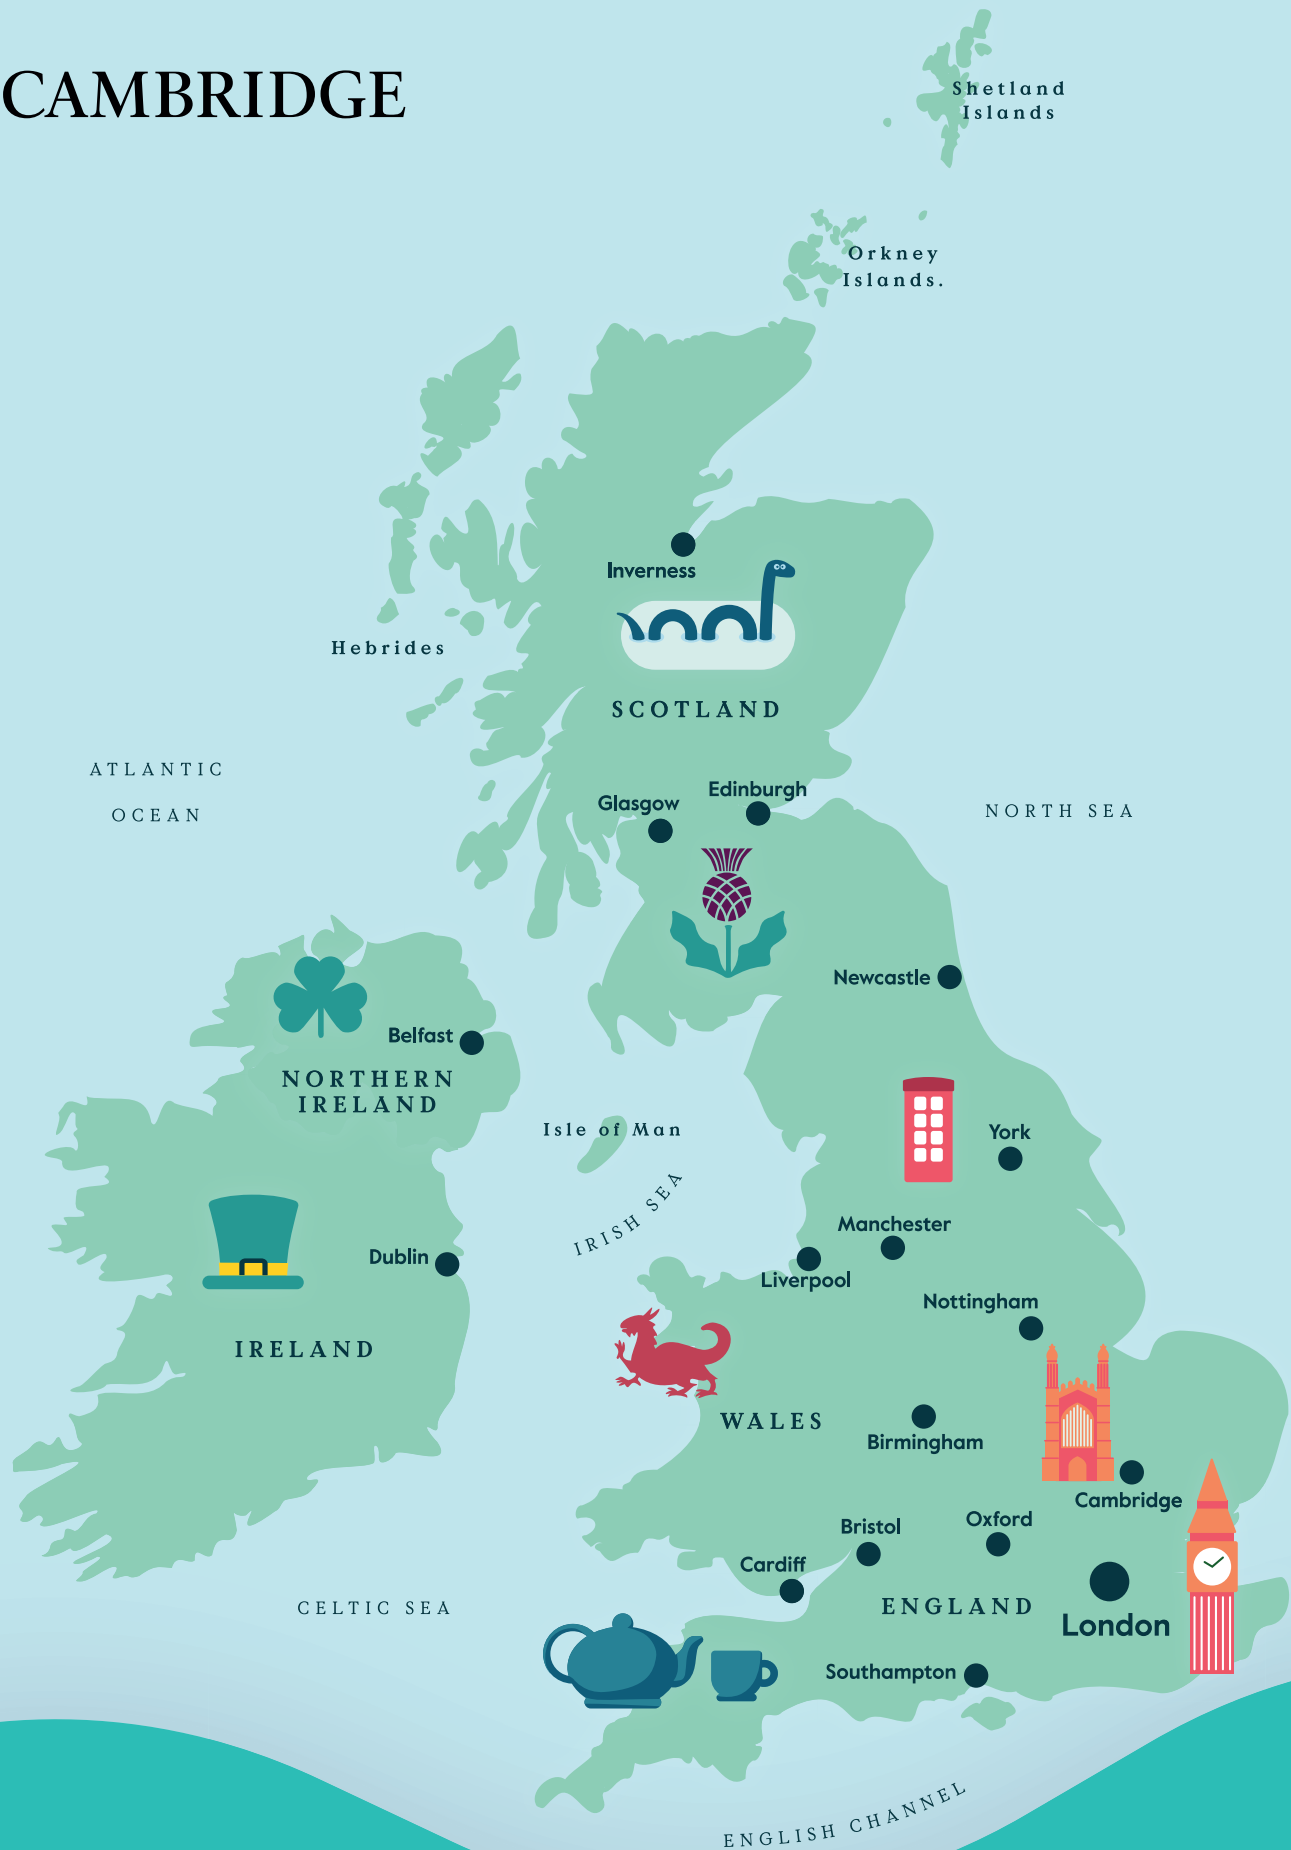 CAMBRIDGE
Shetland
Islands
Orkney
Islands.
Inverness
Hebrides
SCOTLAND
ATLANTIC
OCEAN
Glasgow
Edinburgh
NORTH SEA
Newcastle
Belfast
NORTHERN
IRELAND
Isle of Man
York
IRISH SEA
Manchester
Dublin
Liverpool
Nottingham
IRELAND
WALES
Birmingham
Cambridge
Bristol
Oxford
Cardiff
CELTIC SEA
ENGLAND
London
Southampton
ENGLISH CHANNEL